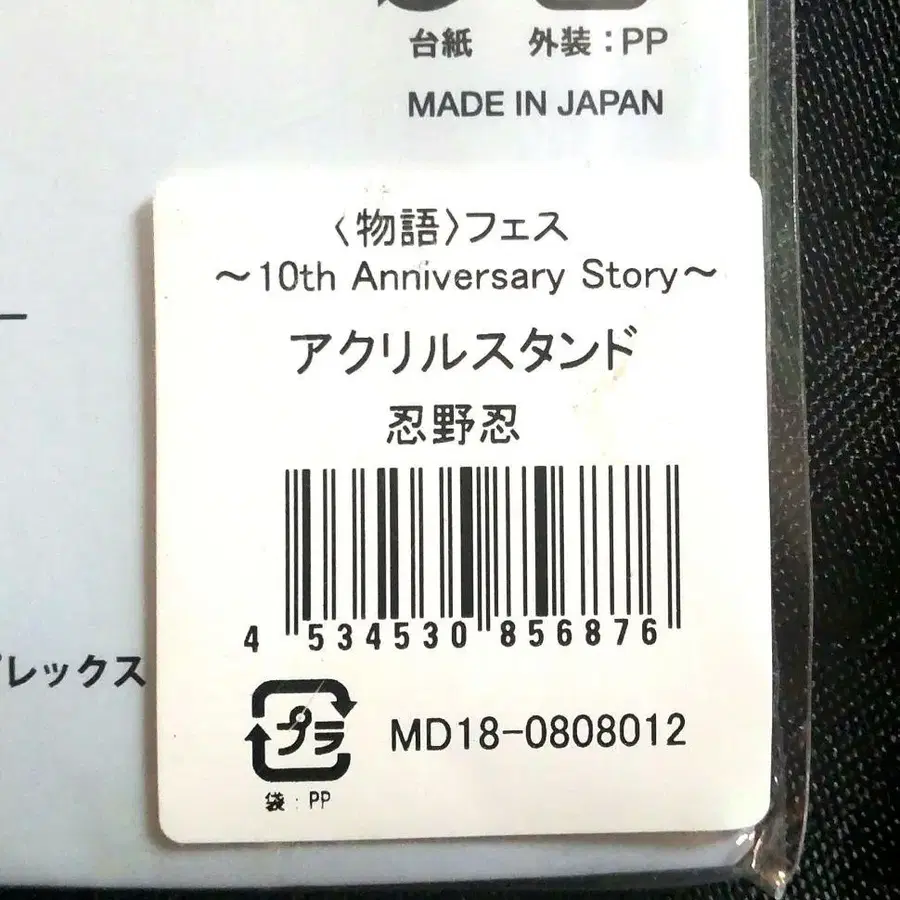 台紙 外装:PP
MADE IN JAPAN
〈物語〉フェス
～10th Anniversary Story～
アクリルスタンド
忍野忍
4 534530 856876
レックス
プラ
MD18-0808012
袋:PP